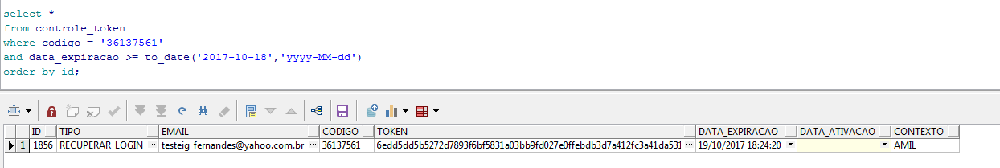 select *
from controle_token
where codigo = '36137561'
and data_expiracao >= to_date('2017-10-18','yyyy-MM-dd')
order by id;
ID TIPO EMAIL CODIGO TOKEN DATA_EXPIRACAO DATA_ATIVACAO CONTEXTO
1 1856 RECUPERAR_LOGIN ··· testeig_fernandes@yahoo.com.br ··· 36137561 6edd5dd5b5272d7893f6bf5831a03bb9fd027e0ffebdb3d7a412fc3a41da531 ··· 19/10/2017 18:24:20 AMIL